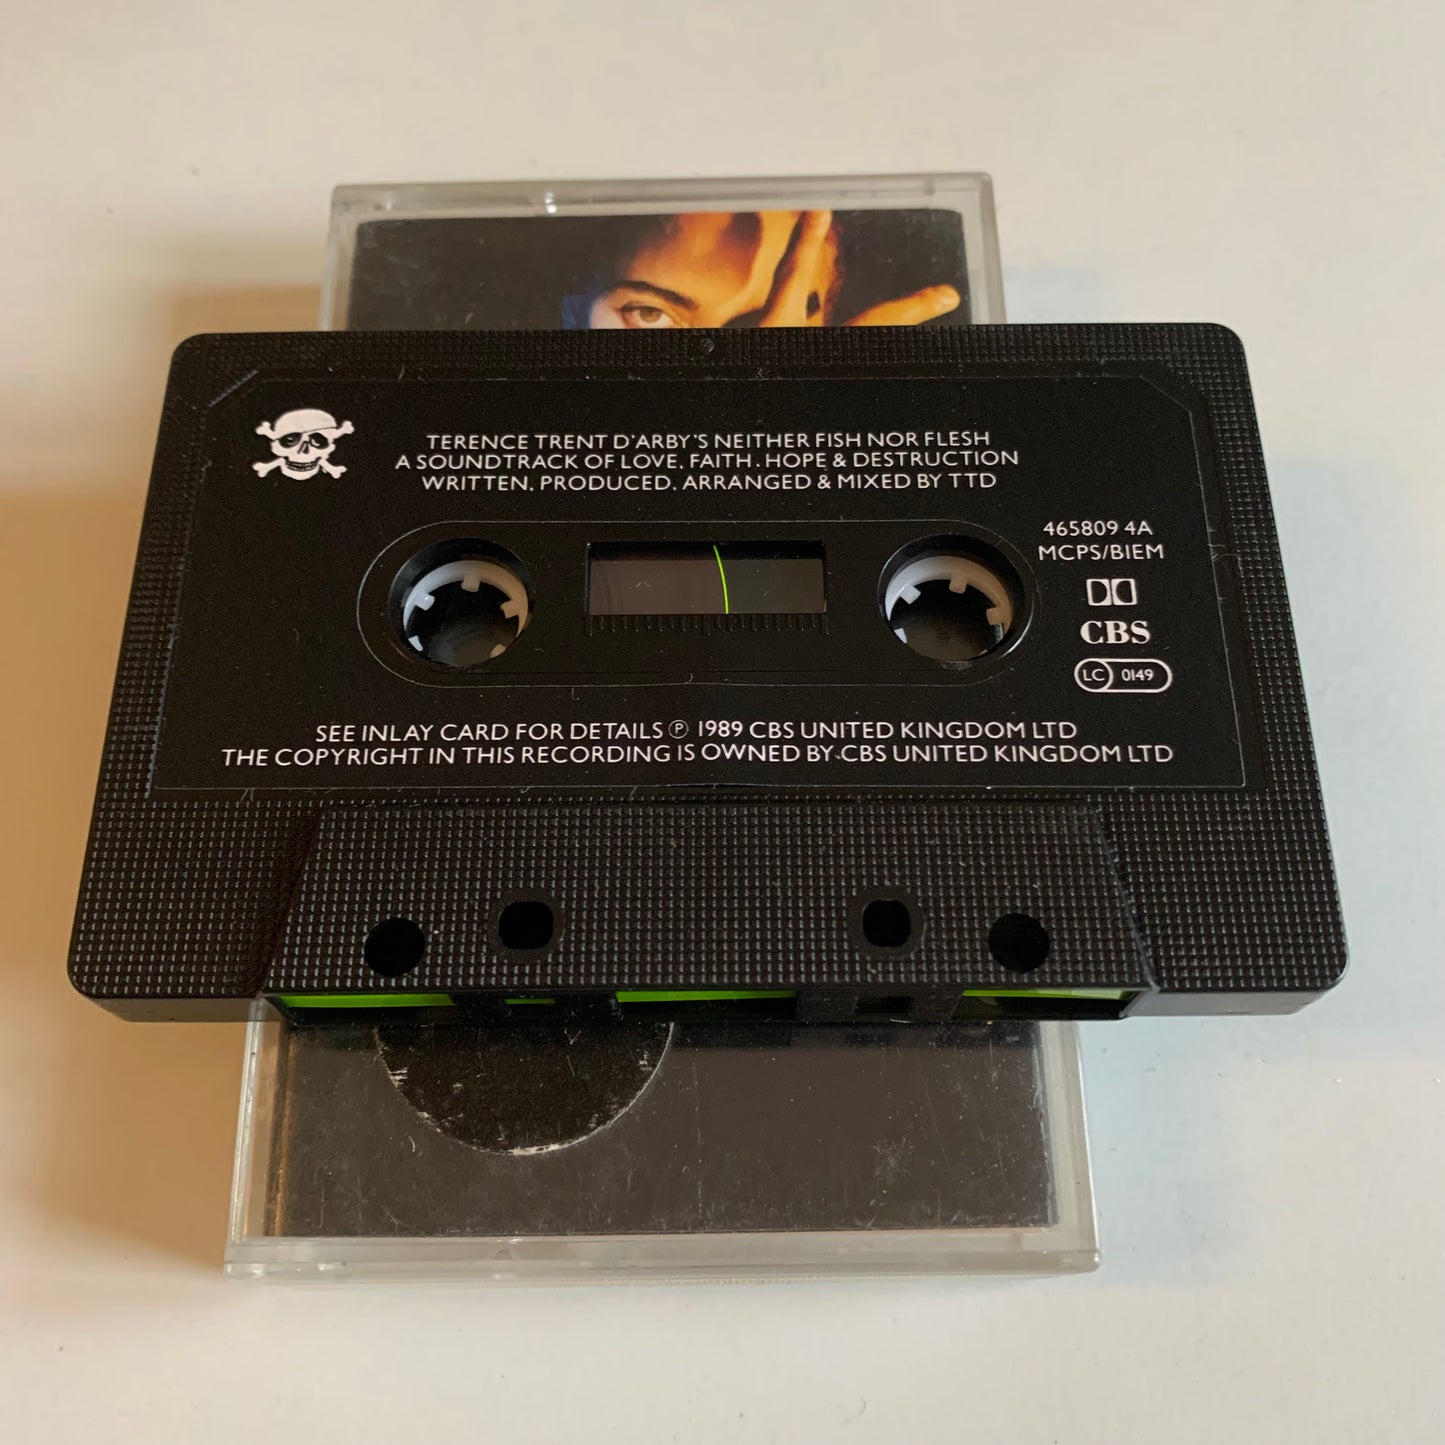 TERENCE TRENT D'ARBY'S NEITHER FISH NOR FLESH
A SOUNDTRACK OF LOVE, FAITH, HOPE & DESTRUCTION
WRITTEN, PRODUCED, ARRANGED & MIXED BY TTD
465809 4A
MCPS/BIEM
CBS
LC 0149
SEE INLAY CARD FOR DETAILS ℗ 1989 CBS UNITED KINGDOM LTD
THE COPYRIGHT IN THIS RECORDING IS OWNED BY CBS UNITED KINGDOM LTD